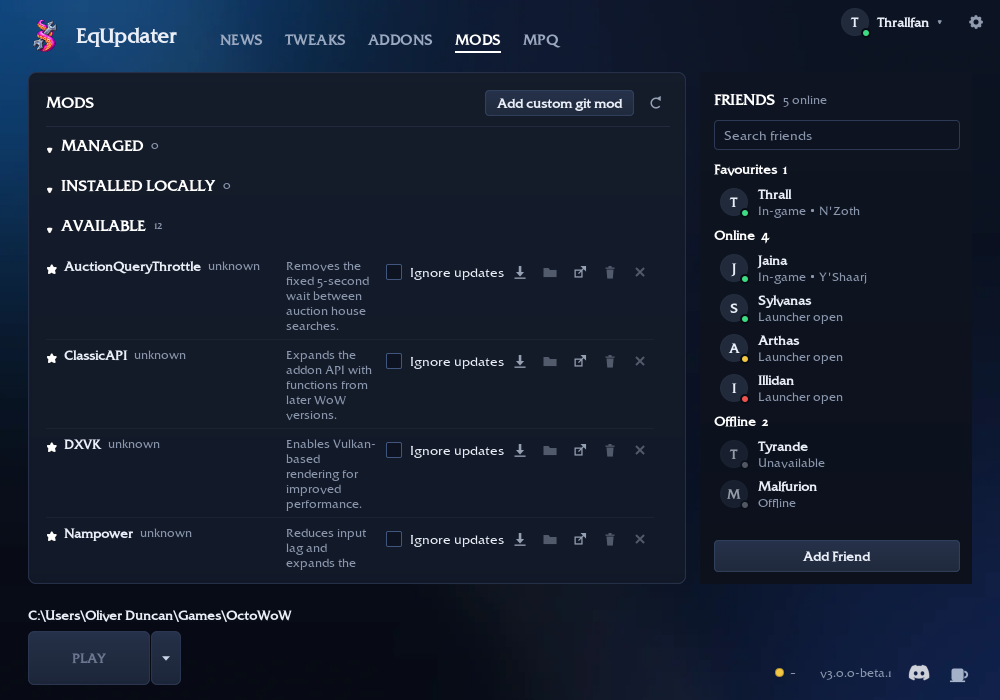 EqUpdater
NEWS TWEAKS ADDONS MODS MPQ
T Thrallfan
MODS
Add custom git mod
MANAGED 0
INSTALLED LOCALLY 0
AVAILABLE 12
AuctionQueryThrottle unknown
Removes the
fixed 5-second
wait between
auction house
searches.
Ignore updates
ClassicAPI unknown
Expands the
addon API with
functions from
later WoW
versions.
Ignore updates
DXVK unknown
Enables Vulkan-
based
rendering for
improved
performance.
Ignore updates
Nampower unknown
Reduces input
lag and
expands the
Ignore updates
FRIENDS 5 online
Search friends
Favourites 1
T Thrall
In-game • N'Zoth
Online 4
J Jaina
In-game • Y'Shaarj
S Sylvanas
Launcher open
A Arthas
Launcher open
I Illidan
Launcher open
Offline 2
T Tyrande
Unavailable
M Malfurion
Offline
Add Friend
C:\Users\Oliver Duncan\Games\OctoWoW
PLAY
– v3.0.0-beta.1